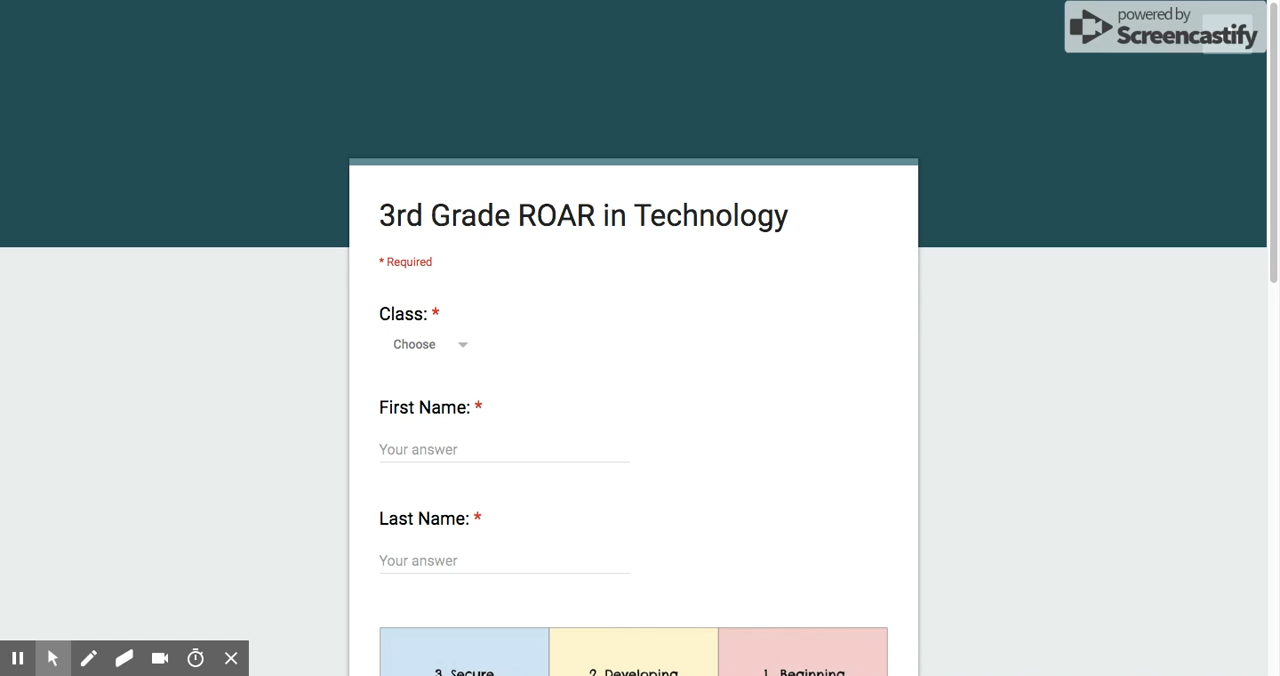 powered by
Screencastify
3rd Grade ROAR in Technology
* Required
Class: *
Choose
First Name: *
Your answer
Last Name: *
Your answer
3 Secure 2 Developing 1 Beginning